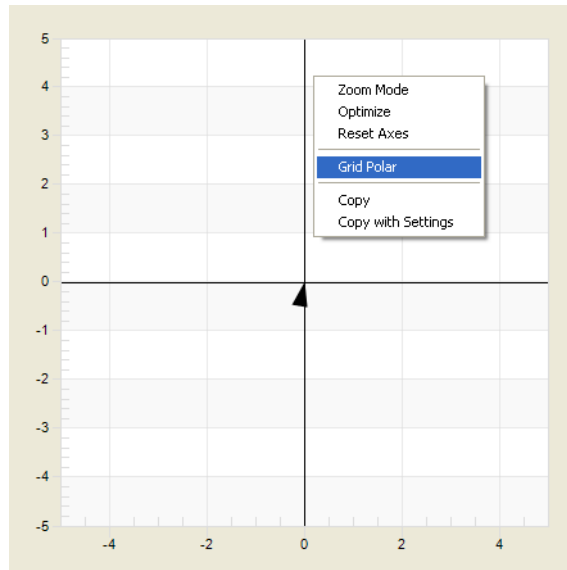 5
4
3
2
1
0
-1
-2
-3
-4
-5
Zoom Mode
Optimize
Reset Axes
Grid Polar
Copy
Copy with Settings
-4 -2 0 2 4